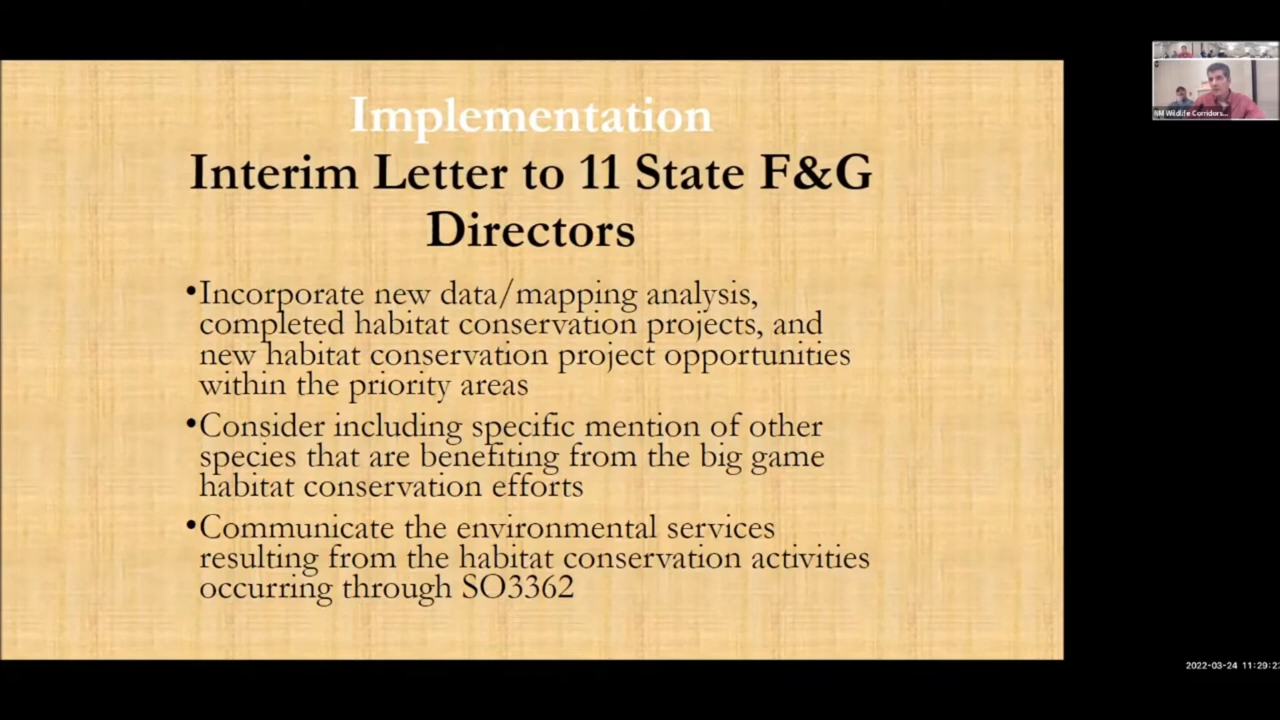 Implementation
Interim Letter to 11 State F&G
Directors
•Incorporate new data/mapping analysis,
completed habitat conservation projects, and
new habitat conservation project opportunities
within the priority areas
•Consider including specific mention of other
species that are benefiting from the big game
habitat conservation efforts
•Communicate the environmental services
resulting from the habitat conservation activities
occurring through SO3362
NM Wildlife Corridors...
2022-03-24 11:29:2